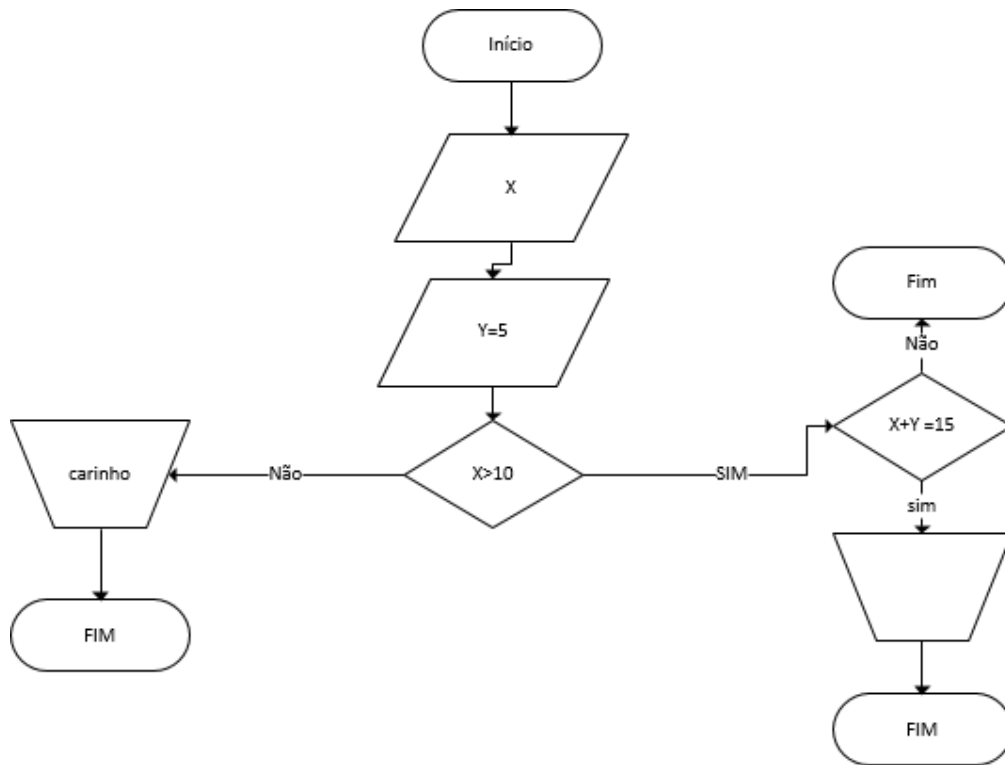 Início
X
Y=5
X>10
Não
carinho
FIM
SIM
X+Y =15
Não
Fim
sim
FIM